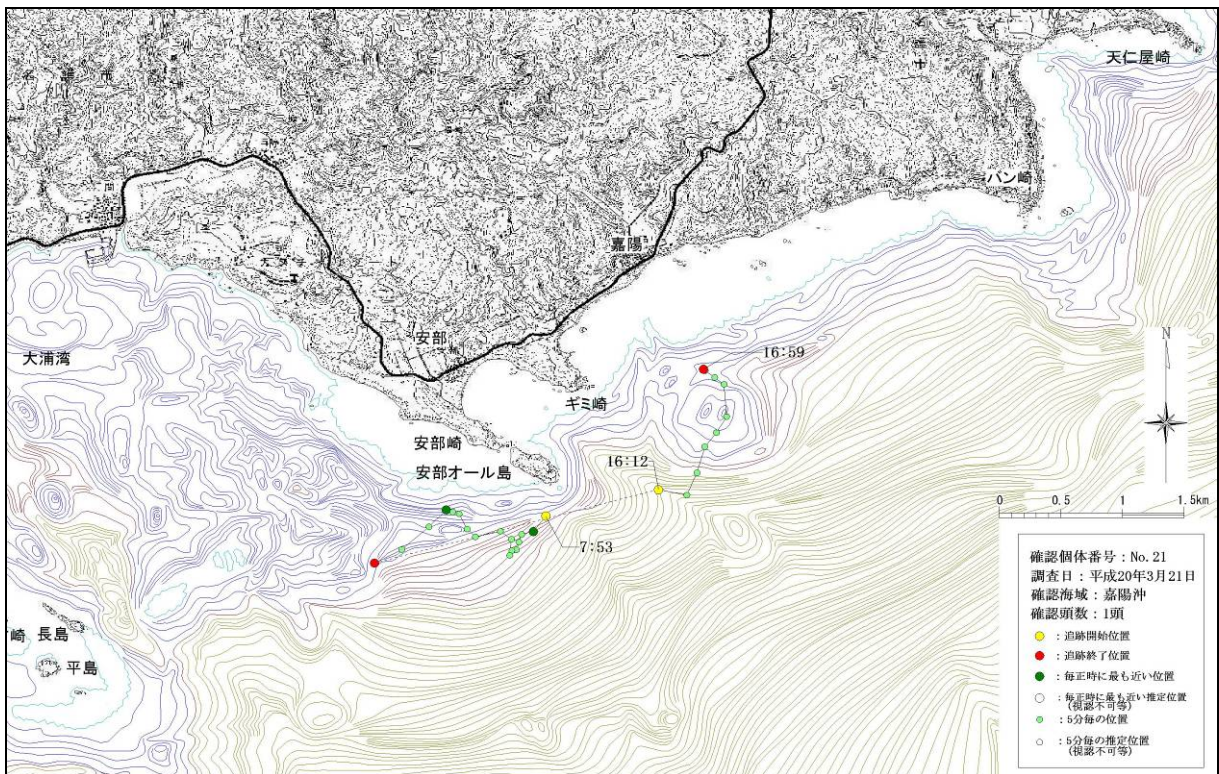 天仁屋崎
バン崎
嘉陽
大浦湾
安部
16:59
ギミ崎
安部崎
安部オール島
16:12
N
0 0.5 1 1.5km
7:53
長島
平島
崎
確認個体番号：No.21
調査日：平成20年3月21日
確認海域：嘉陽沖
確認頭数：1頭
：追跡開始位置
：追跡終了位置
：毎正時に最も近い位置
：毎正時に最も近い推定位置
(視認不可等)
：5分毎の位置
：5分毎の推定位置
(視認不可等)